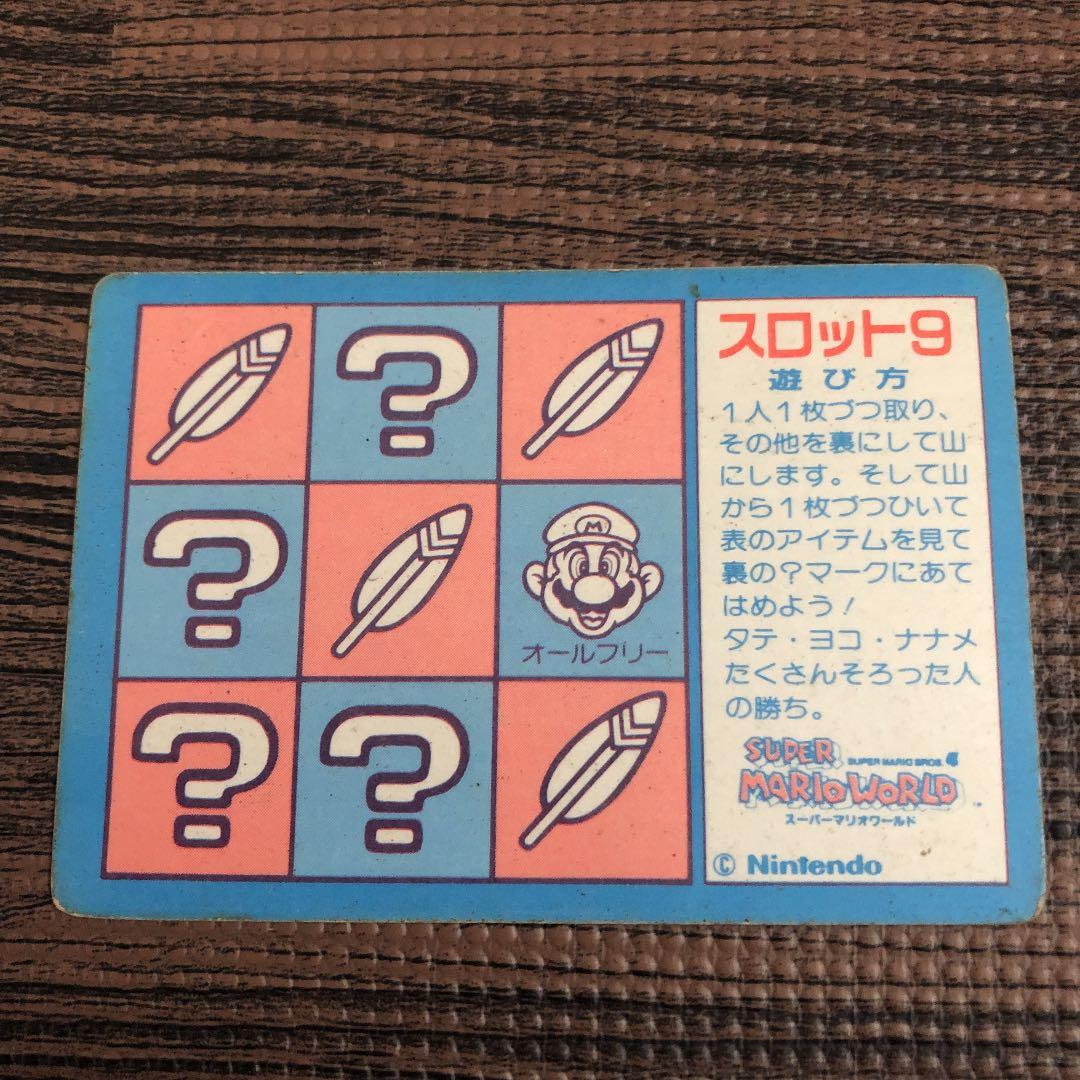 スロット9
遊び方
1人1枚づつ取り、
その他を裏にして山
にします。そして山
から1枚づつひいて
表のアイテムを見て
裏の?マークにあて
はめよう!
タテ・ヨコ・ナナメ
たくさんそろった人
の勝ち。
SUPER SUPER MARIO BROS. 4
MARIO WORLD
スーパーマリオワールド
© Nintendo
? 
? M
オールフリー
? ?